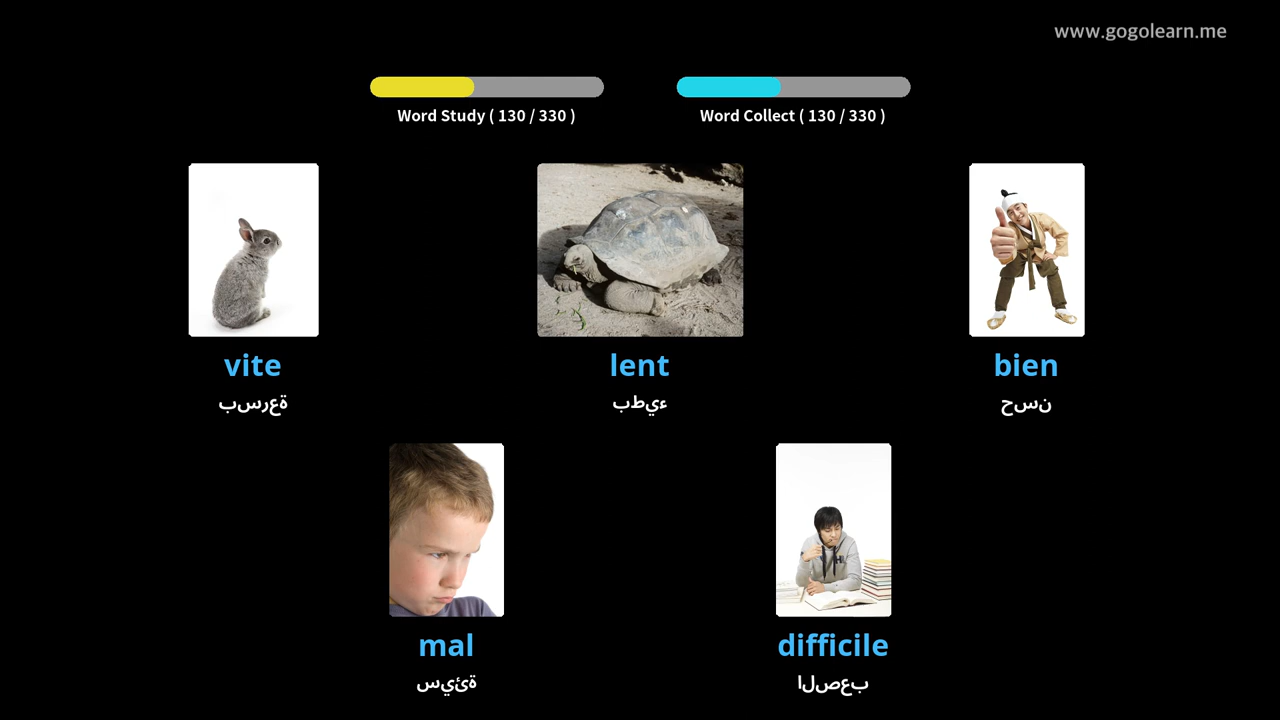 www.gogolearn.me
Word Study ( 130 / 330 )
Word Collect ( 130 / 330 )
vite
بسرعة
lent
بطيء
bien
حسن
mal
سيئة
difficile
الصعب